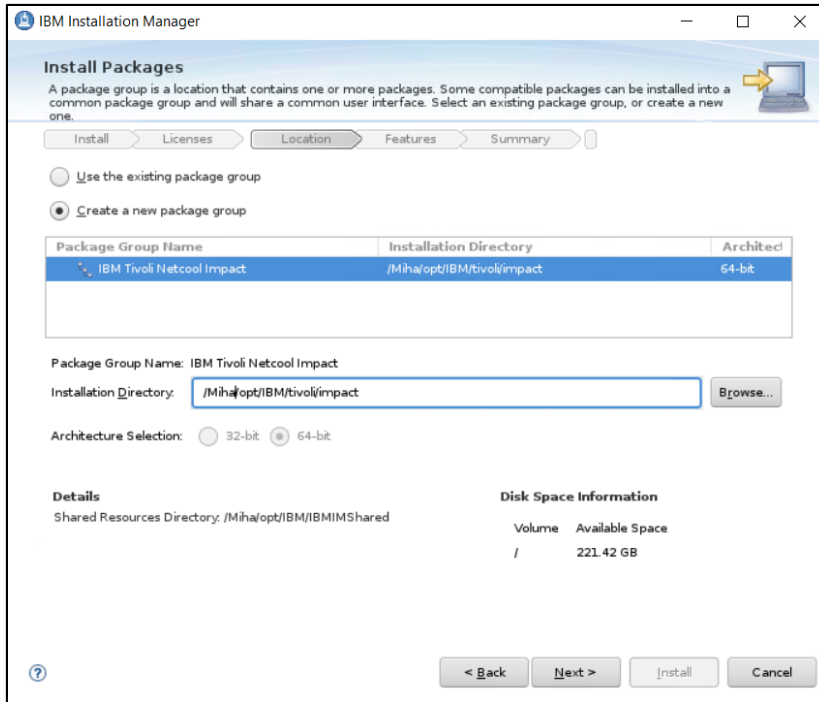 IBM Installation Manager
Install Packages
A package group is a location that contains one or more packages. Some compatible packages can be installed into a
common package group and will share a common user interface. Select an existing package group, or create a new
one.
Install Licenses Location Features Summary
Use the existing package group
Create a new package group
Package Group Name Installation Directory Architect
IBM Tivoli Netcool Impact /Miha/opt/IBM/tivoli/impact 64-bit
Package Group Name: IBM Tivoli Netcool Impact
Installation Directory: /Miha/opt/IBM/tivoli/impact Browse...
Architecture Selection: 32-bit 64-bit
Details Disk Space Information
Shared Resources Directory: /Miha/opt/IBM/IBMIMShared
Volume Available Space
/ 221.42 GB
? < Back Next > Install Cancel